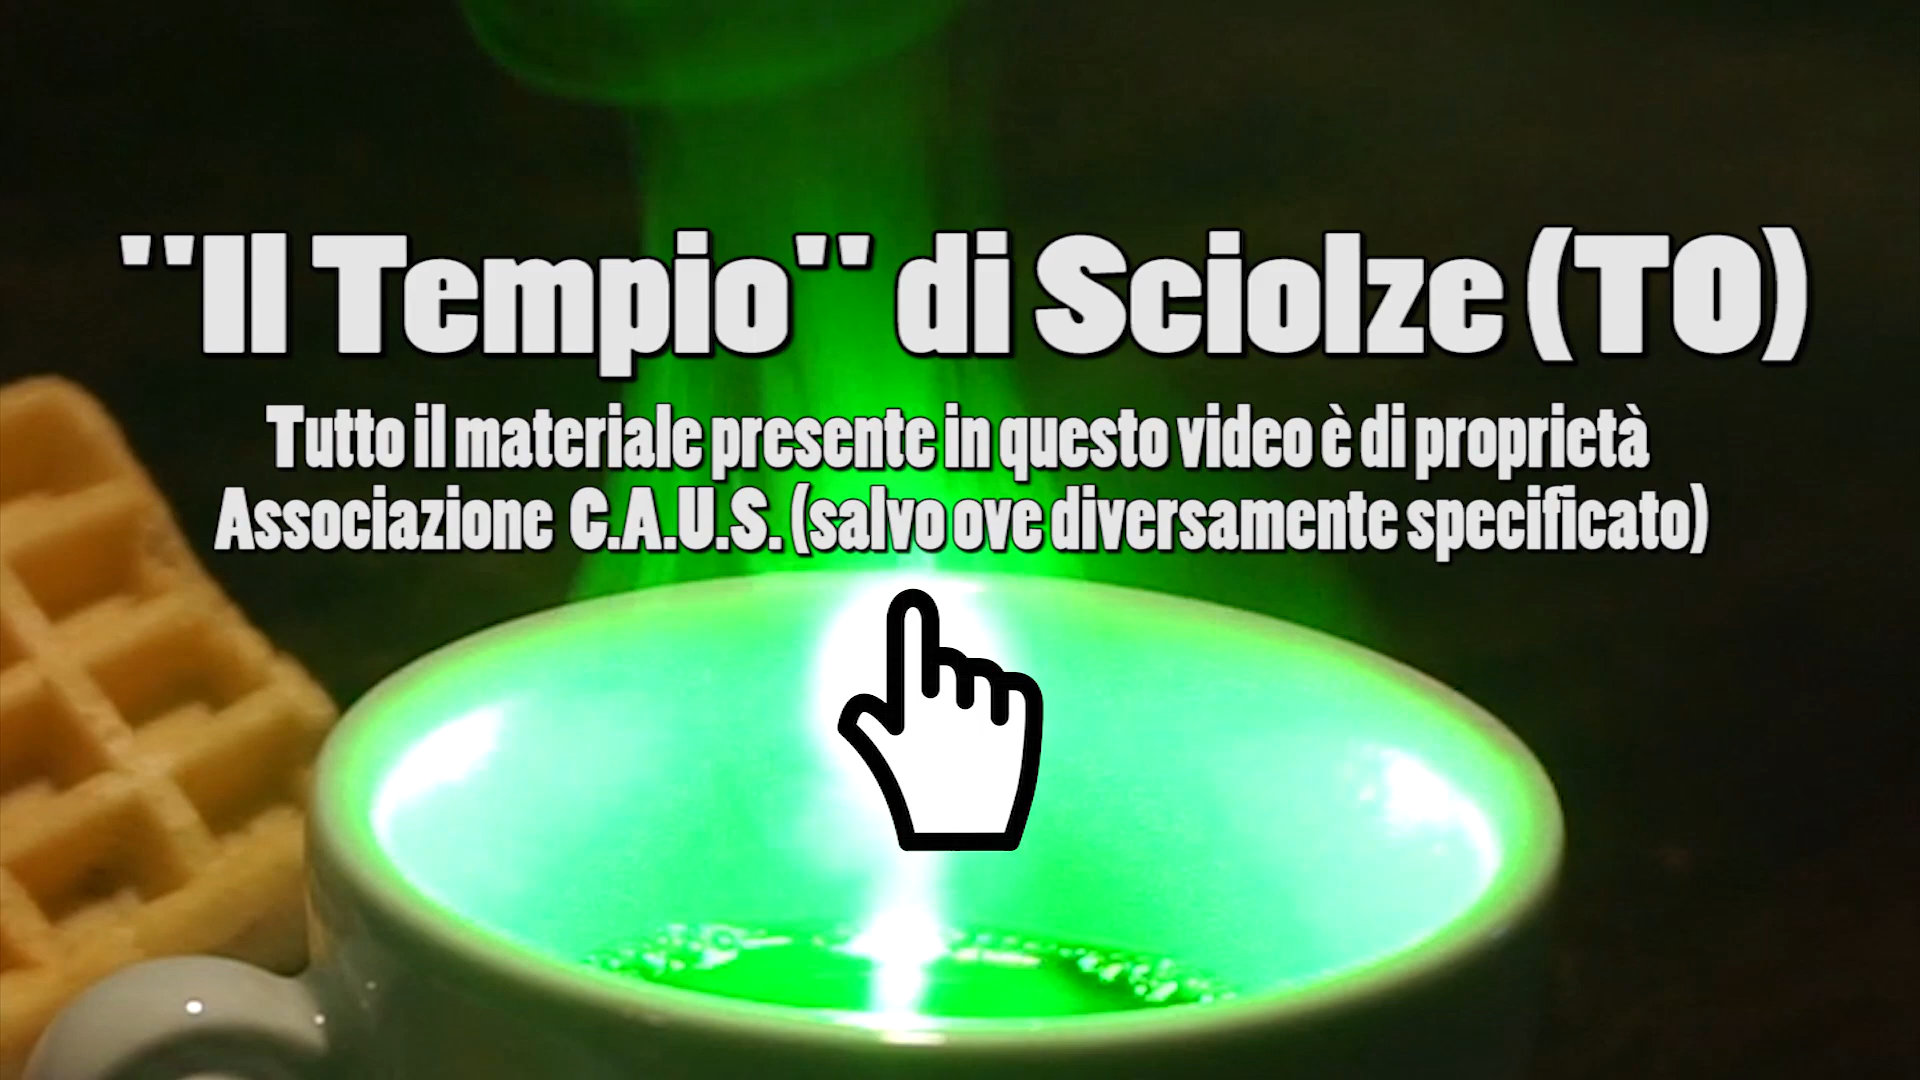 "Il Tempio" di Sciolze (TO)
Tutto il materiale presente in questo video è di proprietà
Associazione C.A.U.S. (salvo ove diversamente specificato)